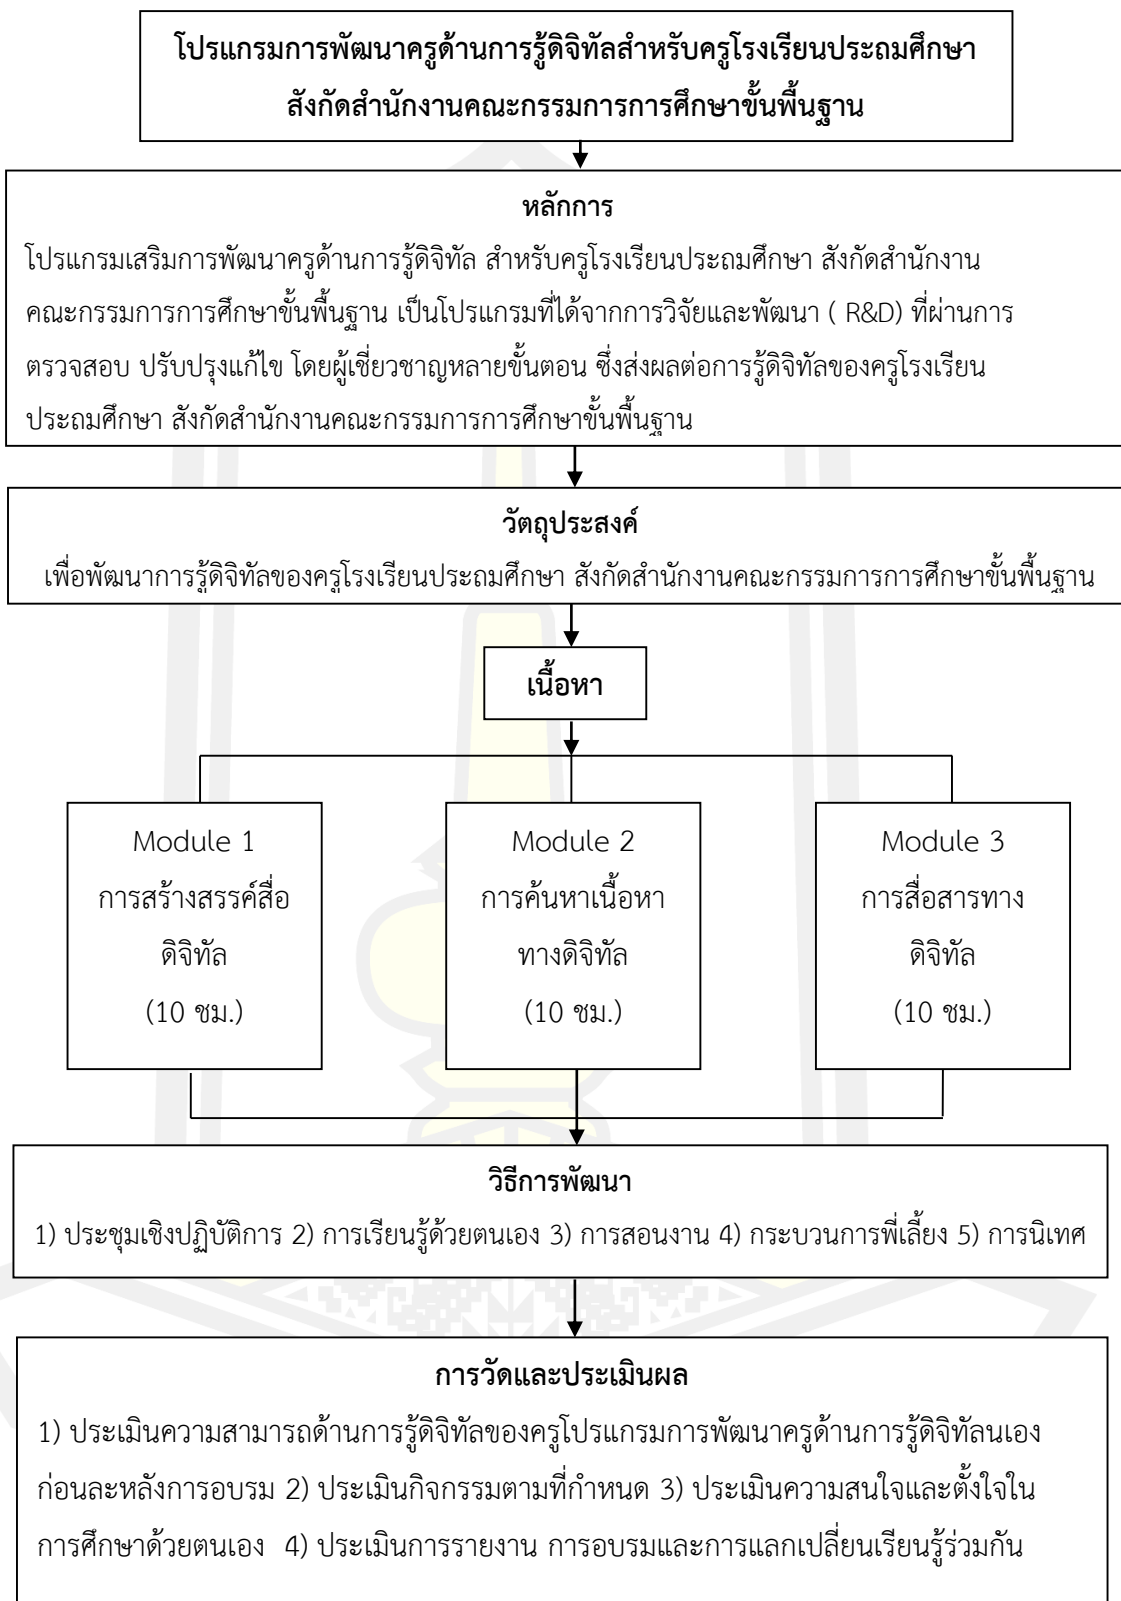 โปรแกรมการพัฒนาครูด้านการรู้ดิจิทัลสำหรับครูโรงเรียนประถมศึกษา
สังกัดสำนักงานคณะกรรมการการศึกษาขั้นพื้นฐาน
หลักการ
โปรแกรมเสริมการพัฒนาครูด้านการรู้ดิจิทัล สำหรับครูโรงเรียนประถมศึกษา สังกัดสำนักงาน
คณะกรรมการการศึกษาขั้นพื้นฐาน เป็นโปรแกรมที่ได้จากการวิจัยและพัฒนา ( R&D) ที่ผ่านการ
ตรวจสอบ ปรับปรุงแก้ไข โดยผู้เชี่ยวชาญหลายขั้นตอน ซึ่งส่งผลต่อการรู้ดิจิทัลของครูโรงเรียน
ประถมศึกษา สังกัดสำนักงานคณะกรรมการการศึกษาขั้นพื้นฐาน
วัตถุประสงค์
เพื่อพัฒนาการรู้ดิจิทัลของครูโรงเรียนประถมศึกษา สังกัดสำนักงานคณะกรรมการการศึกษาขั้นพื้นฐาน
เนื้อหา
Module 1
การสร้างสรรค์สื่อ
ดิจิทัล
(10 ชม.)
Module 2
การค้นหาเนื้อหา
ทางดิจิทัล
(10 ชม.)
Module 3
การสื่อสารทาง
ดิจิทัล
(10 ชม.)
วิธีการพัฒนา
1) ประชุมเชิงปฏิบัติการ 2) การเรียนรู้ด้วยตนเอง 3) การสอนงาน 4) กระบวนการพี่เลี้ยง 5) การนิเทศ
การวัดและประเมินผล
1) ประเมินความสามารถด้านการรู้ดิจิทัลของครูโปรแกรมการพัฒนาครูด้านการรู้ดิจิทัลนเอง
ก่อนละหลังการอบรม 2) ประเมินกิจกรรมตามที่กำหนด 3) ประเมินความสนใจและตั้งใจใน
การศึกษาด้วยตนเอง 4) ประเมินการรายงาน การอบรมและการแลกเปลี่ยนเรียนรู้ร่วมกัน